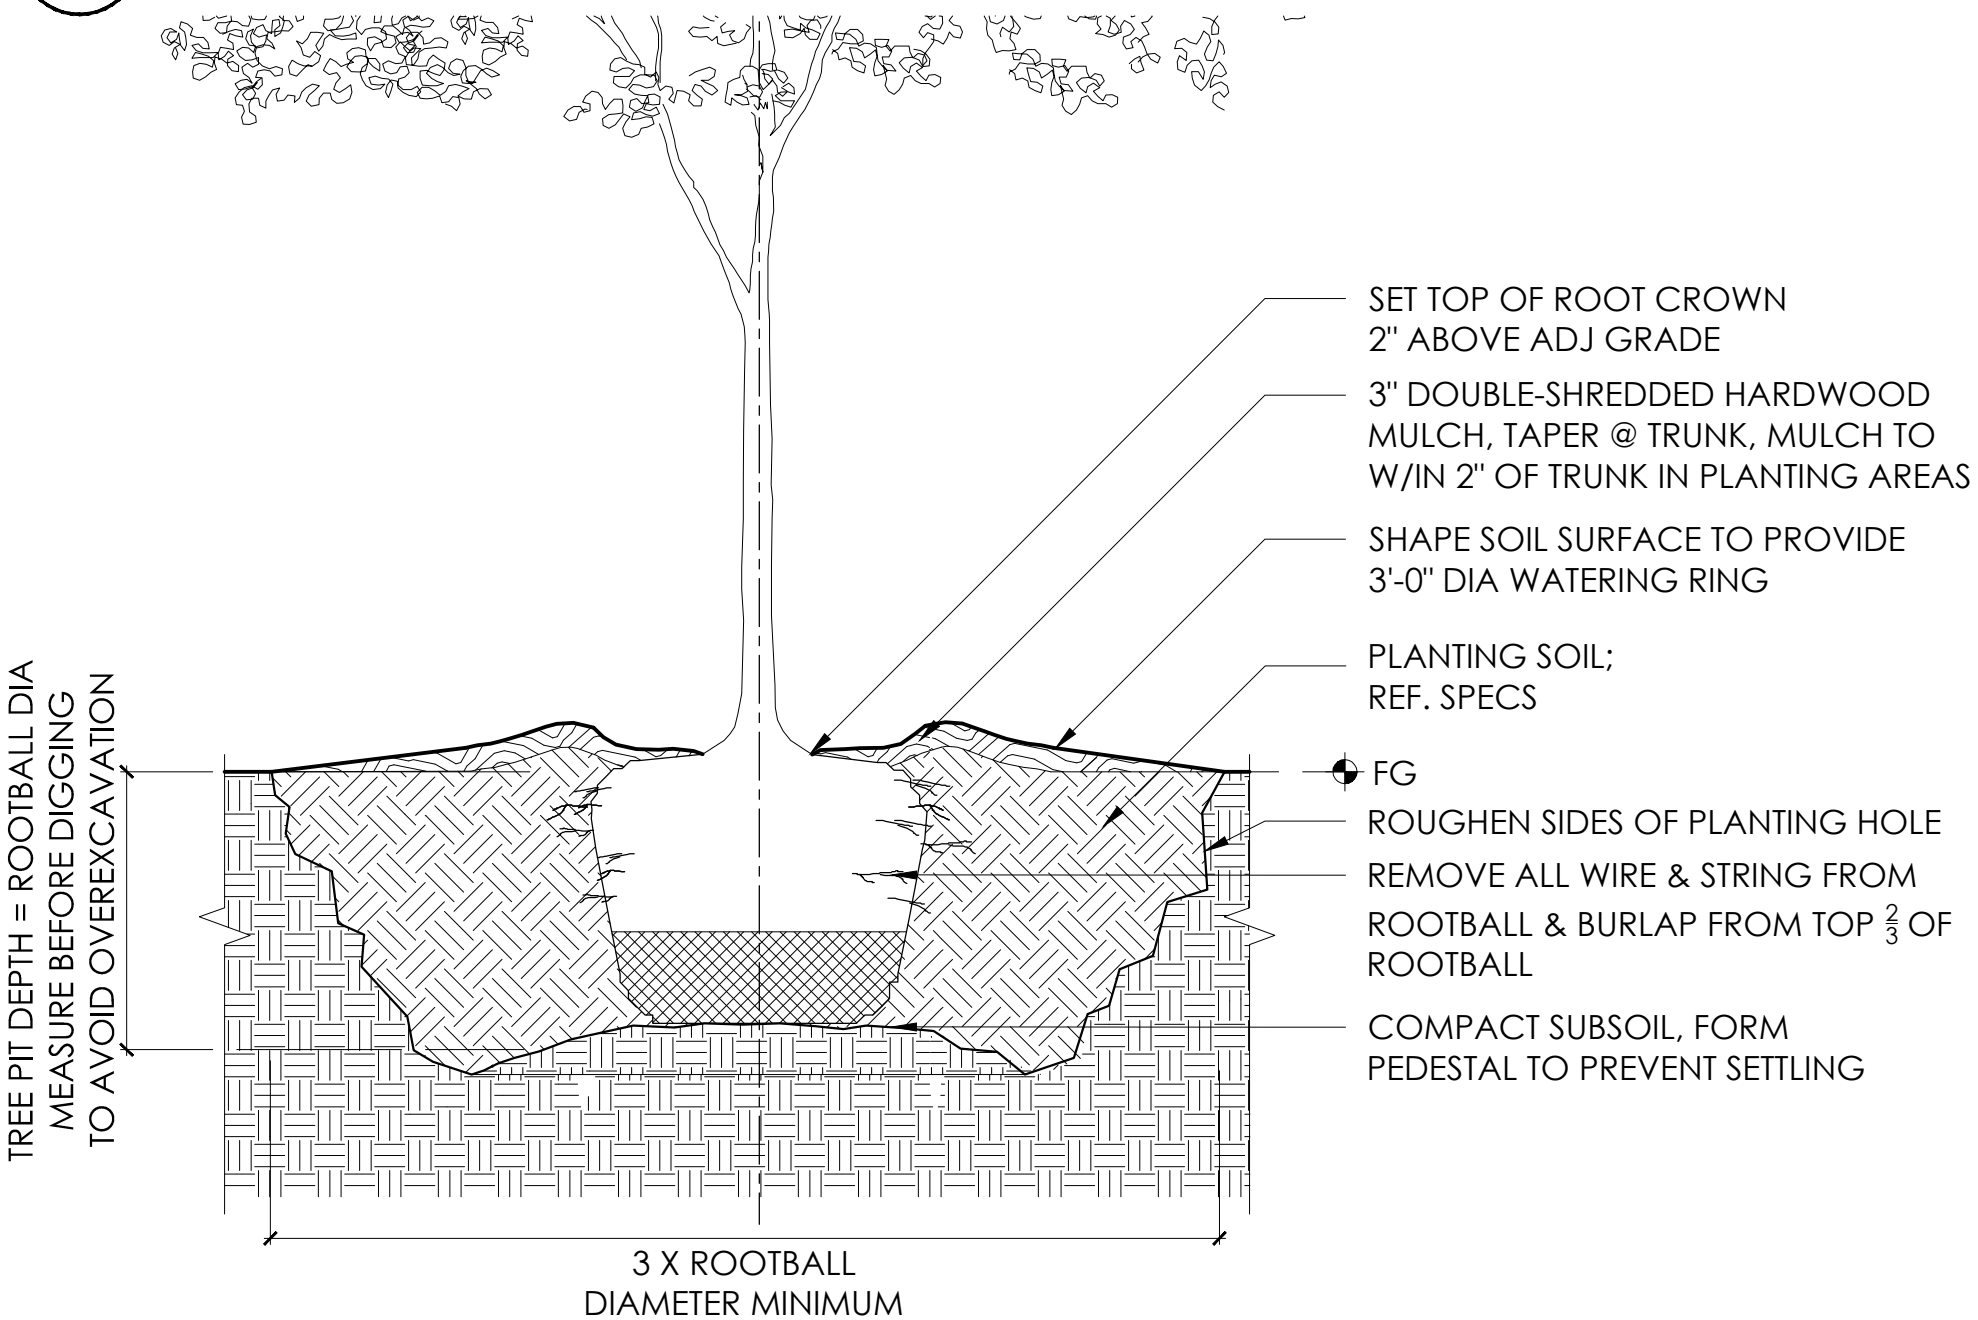 SET TOP OF ROOT CROWN
2" ABOVE ADJ GRADE
3" DOUBLE-SHREDDED HARDWOOD
MULCH, TAPER @ TRUNK, MULCH TO
W/IN 2" OF TRUNK IN PLANTING AREAS
SHAPE SOIL SURFACE TO PROVIDE
3'-0" DIA WATERING RING
PLANTING SOIL;
REF. SPECS
FG
ROUGHEN SIDES OF PLANTING HOLE
REMOVE ALL WIRE & STRING FROM
ROOTBALL & BURLAP FROM TOP 2/3 OF
ROOTBALL
COMPACT SUBSOIL, FORM
PEDESTAL TO PREVENT SETTLING
TREE PIT DEPTH = ROOTBALL DIA
MEASURE BEFORE DIGGING
TO AVOID OVEREXCAVATION
3 X ROOTBALL
DIAMETER MINIMUM